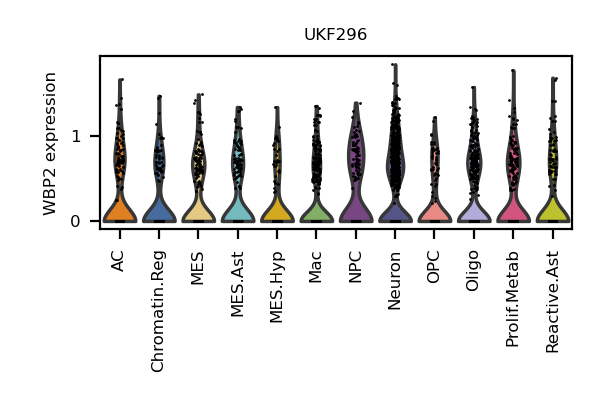 UKF296
WBP2 expression
1
0
AC
Chromatin.Reg
MES
MES.Ast
MES.Hyp
Mac
NPC
Neuron
OPC
Oligo
Prolif.Metab
Reactive.Ast